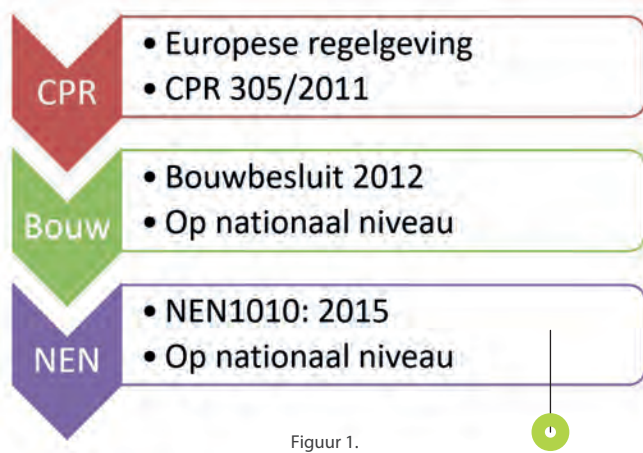 CPR
• Europese regelgeving
• CPR 305/2011
Bouw
• Bouwbesluit 2012
• Op nationaal niveau
NEN
• NEN1010: 2015
• Op nationaal niveau
Figuur 1.